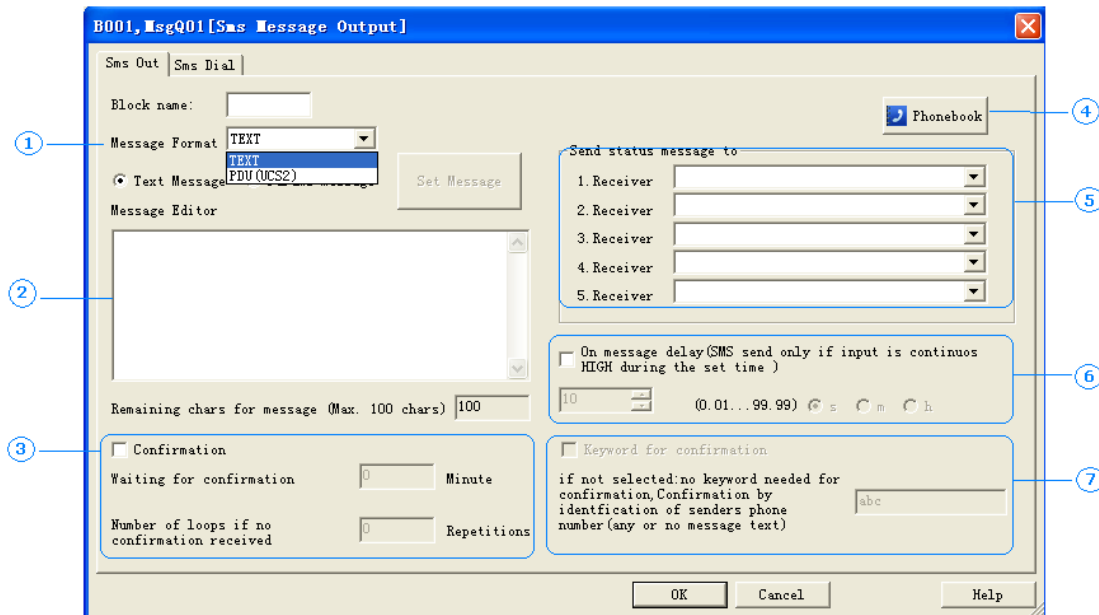 B001,MsgQ01[Sms Message Output]
Sms Out
Sms Dial
Block name:
Phonebook
4
1
Message Format
TEXT
TEXT
PDU(UCS2)
Text Message
Set Message
Message Editor
2
Remaining chars for message (Max. 100 chars)
100
Send status message to
1.Receiver
2.Receiver
3.Receiver
4.Receiver
5.Receiver
5
On message delay(SMS send only if input is continuos
HIGH during the set time )
10
(0.01...99.99)
s
m
h
6
3
Confirmation
Waiting for confirmation
0
Minute
Number of loops if no
confirmation received
0
Repetitions
Keyword for confirmation
if not selected:no keyword needed for
confirmation,Confirmation by
identfication of senders phone
number(any or no message text)
abc
7
OK
Cancel
Help